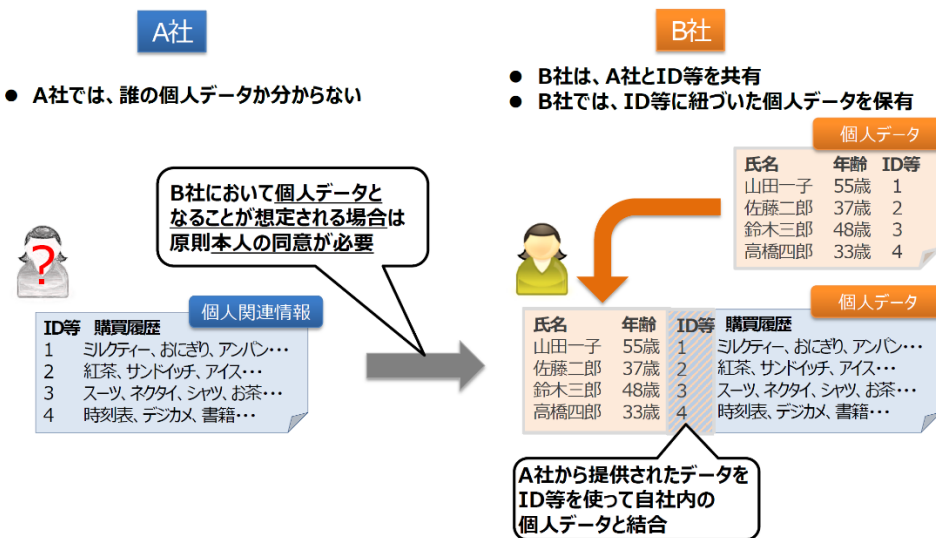 A社
● A社では、誰の個人データか分からない
B社において個人データと
なることが想定される場合は
原則本人の同意が必要
?
個人関連情報
ID等 購買履歴
1 ミルクティー、おにぎり、アンパン・・・
2 紅茶、サンドイッチ、アイス・・・
3 スーツ、ネクタイ、シャツ、お茶・・・
4 時刻表、デジカメ、書籍・・・
B社
● B社は、A社とID等を共有
● B社では、ID等に紐づいた個人データを保有
個人データ
氏名 年齢 ID等
山田一子 55歳 1
佐藤二郎 37歳 2
鈴木三郎 48歳 3
高橋四郎 33歳 4
個人データ
氏名 年齢 ID等 購買履歴
山田一子 55歳 1 ミルクティー、おにぎり、アンパン・・・
佐藤二郎 37歳 2 紅茶、サンドイッチ、アイス・・・
鈴木三郎 48歳 3 スーツ、ネクタイ、シャツ、お茶・・・
高橋四郎 33歳 4 時刻表、デジカメ、書籍・・・
A社から提供されたデータを
ID等を使って自社内の
個人データと結合